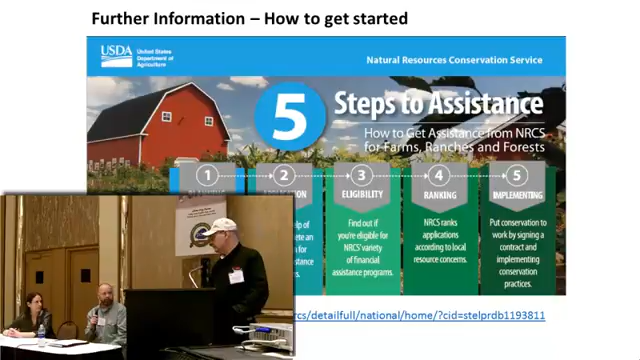 Further Information – How to get started
USDA
United States
Department of
Agriculture
Natural Resources Conservation Service
5
Steps to Assistance
How to Get Assistance from NRCS
for Farms, Ranches and Forests
1 2 3 4 5
PLANNING ELIGIBILITY RANKING IMPLEMENTING
Find out if
you're eligible for
NRCS' variety
of financial
assistance programs.
NRCS ranks
applications
according to local
resource concerns.
Put conservation to
work by signing a
contract and
implementing
conservation
practices.
rcs/detailfull/national/home/?cid=stelprdb1193811